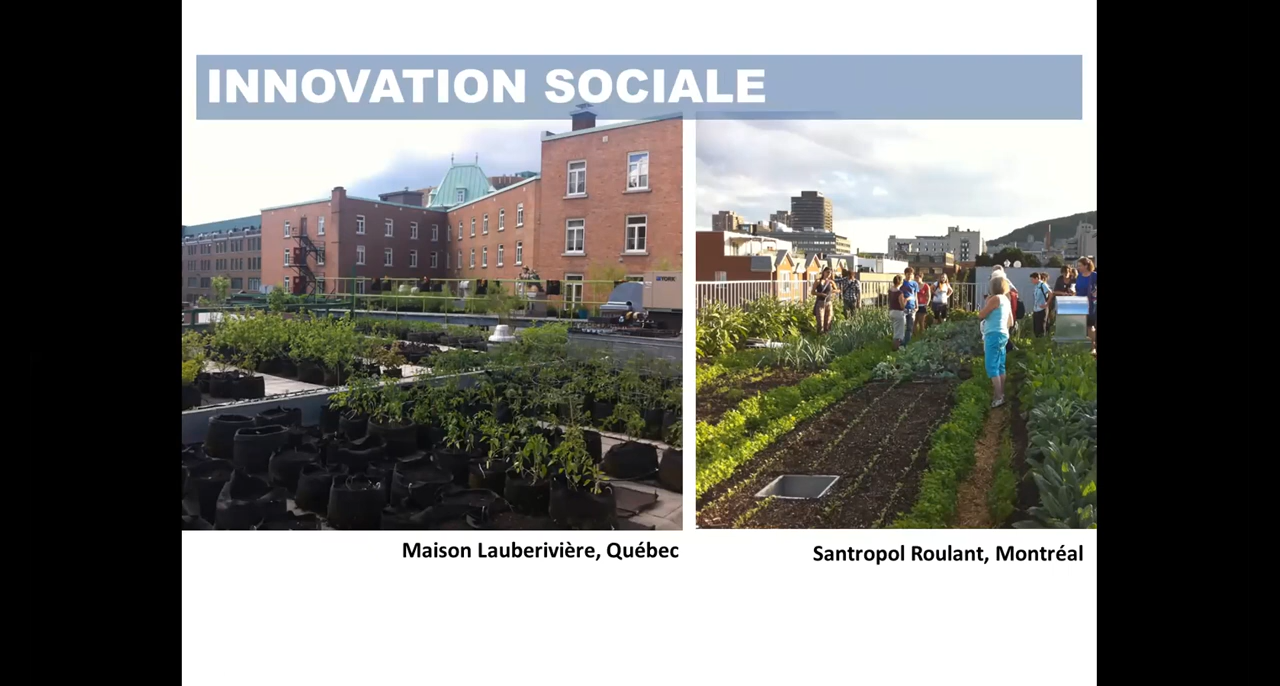 INNOVATION SOCIALE
Maison Lauberivière, Québec
Santropol Roulant, Montréal